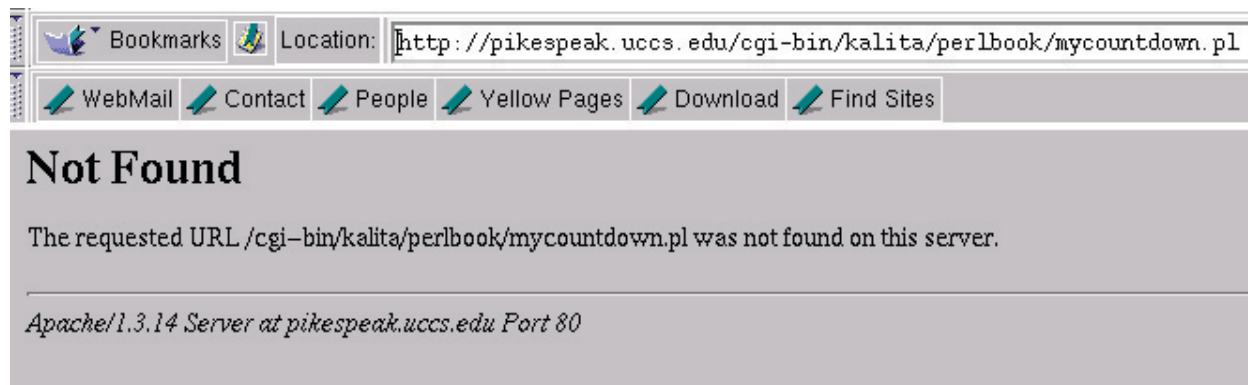 Bookmarks Location: http://pikespeak.uccs.edu/cgi-bin/kalita/perlbook/mycountdown.pl
WebMail Contact People Yellow Pages Download Find Sites
Not Found
The requested URL /cgi-bin/kalita/perlbook/mycountdown.pl was not found on this server.
Apache/1.3.14 Server at pikespeak.uccs.edu Port 80